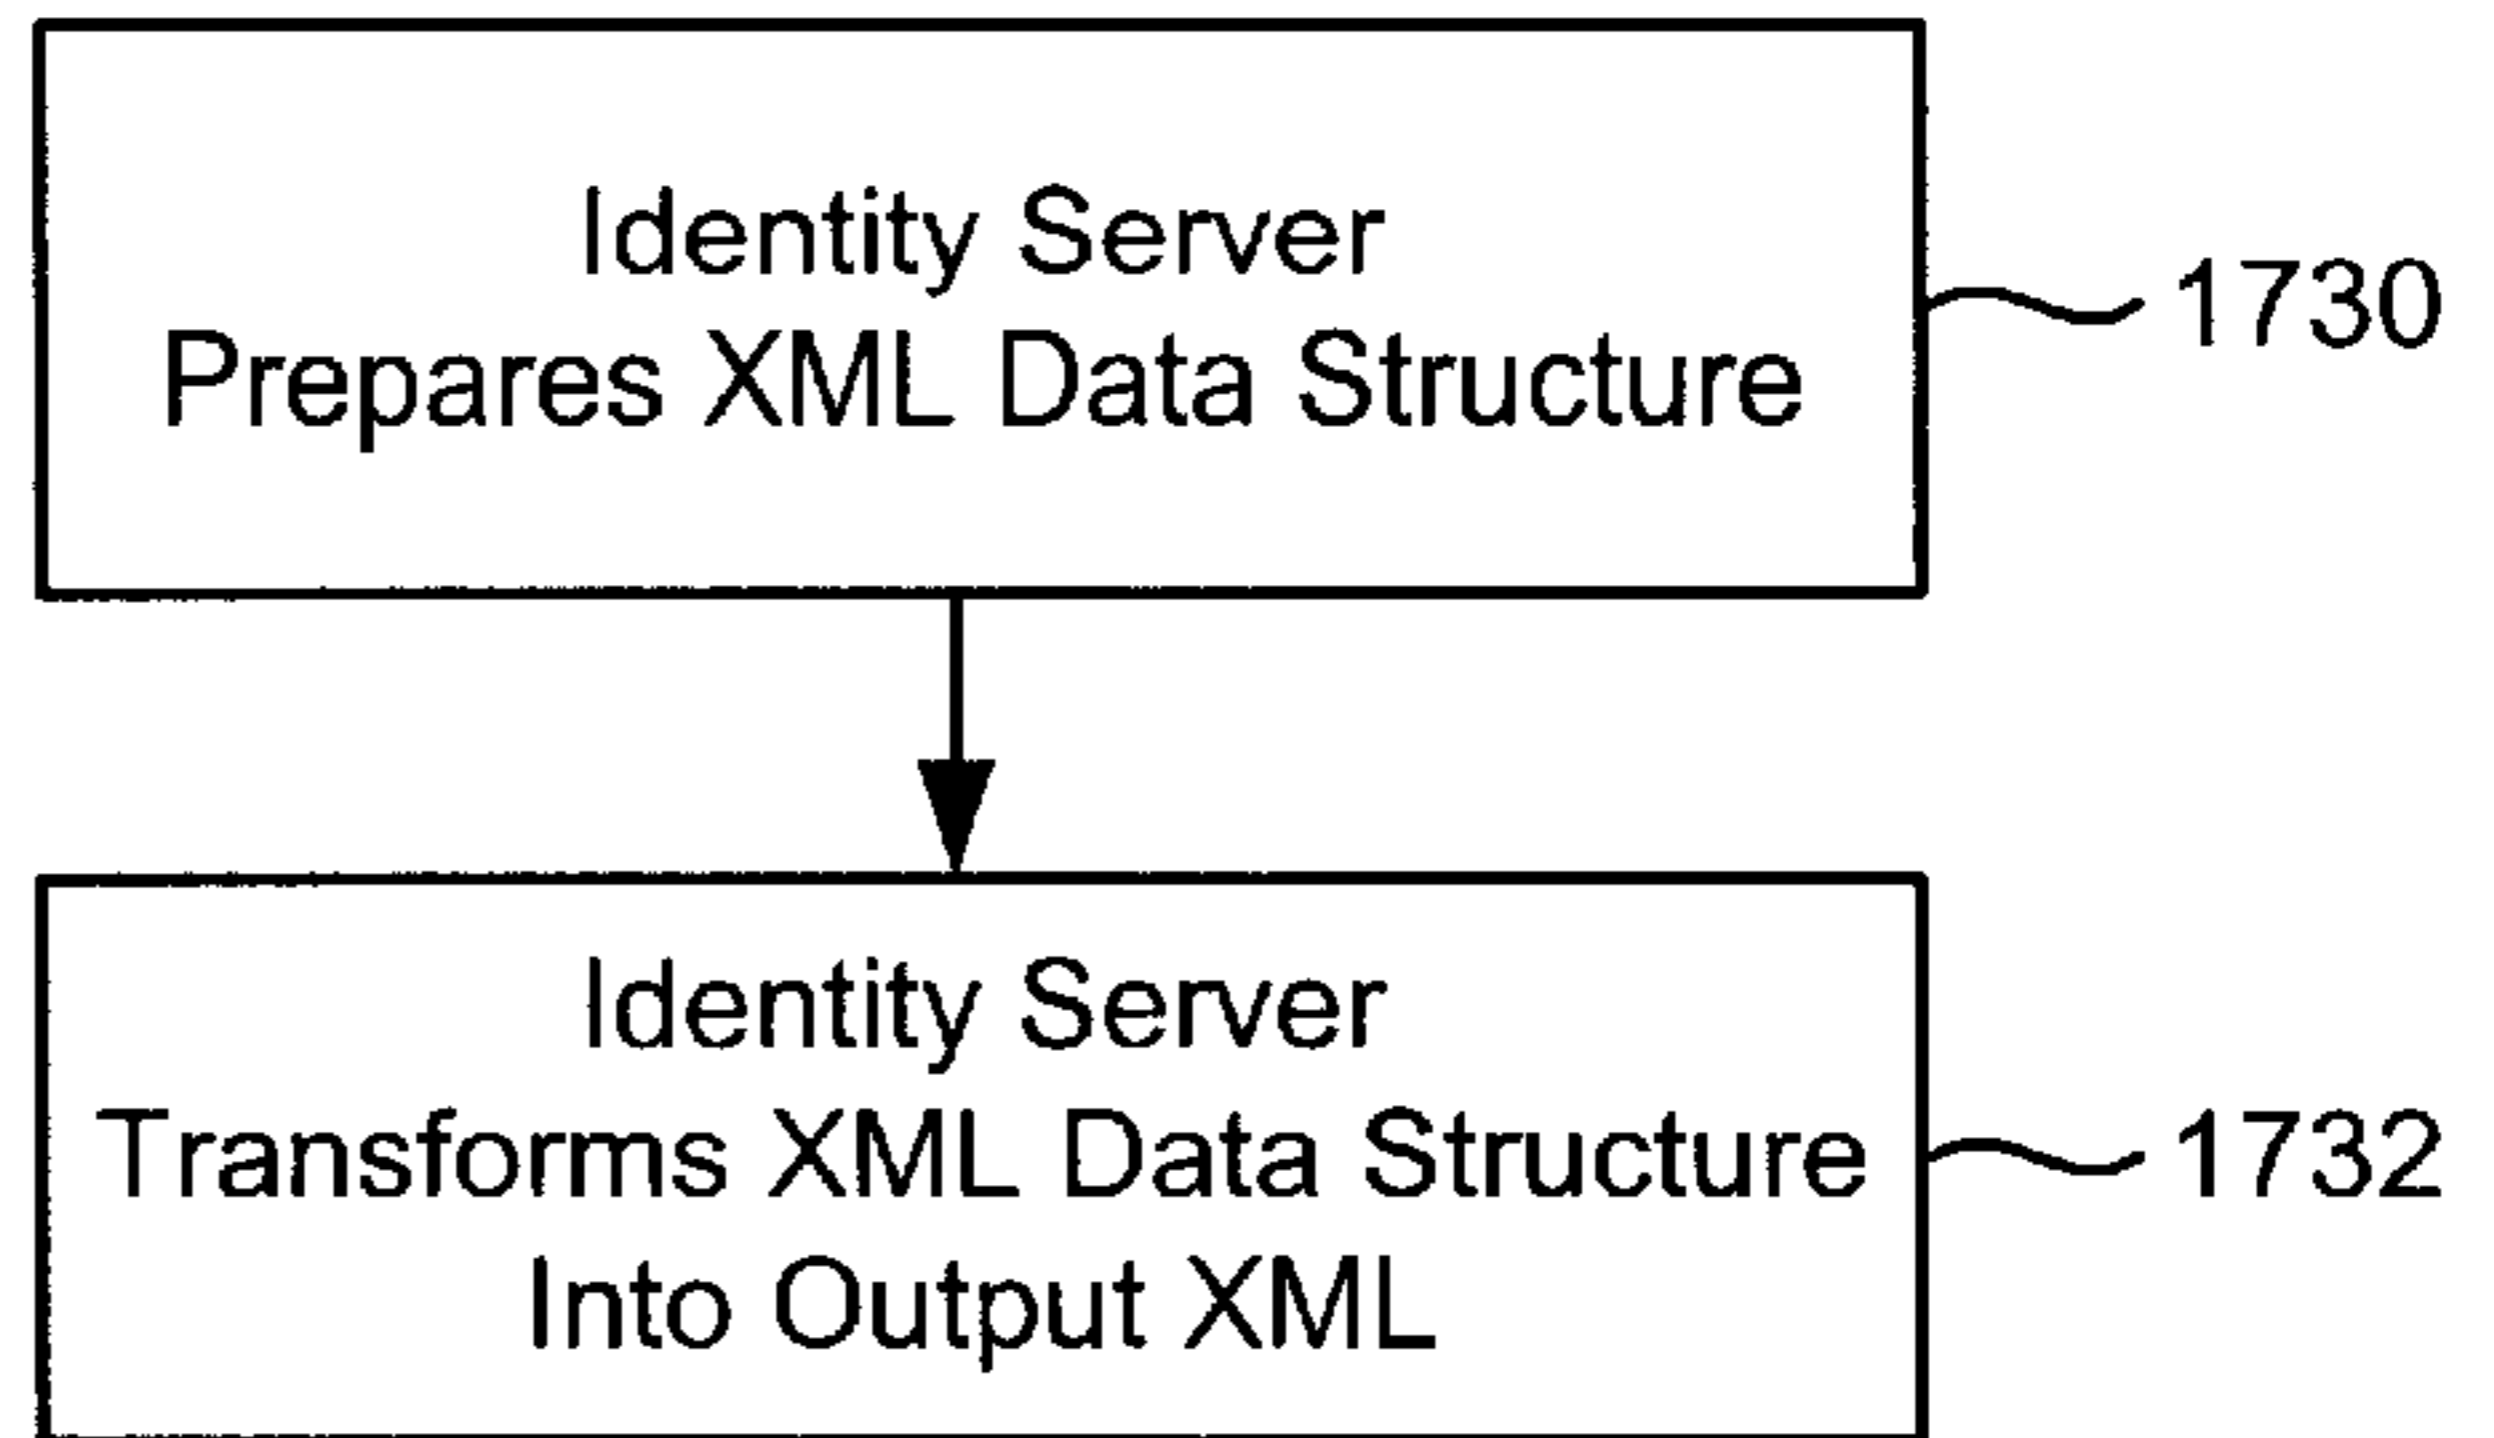 Identity Server
Prepares XML Data Structure
1730
Identity Server
Transforms XML Data Structure
Into Output XML
1732